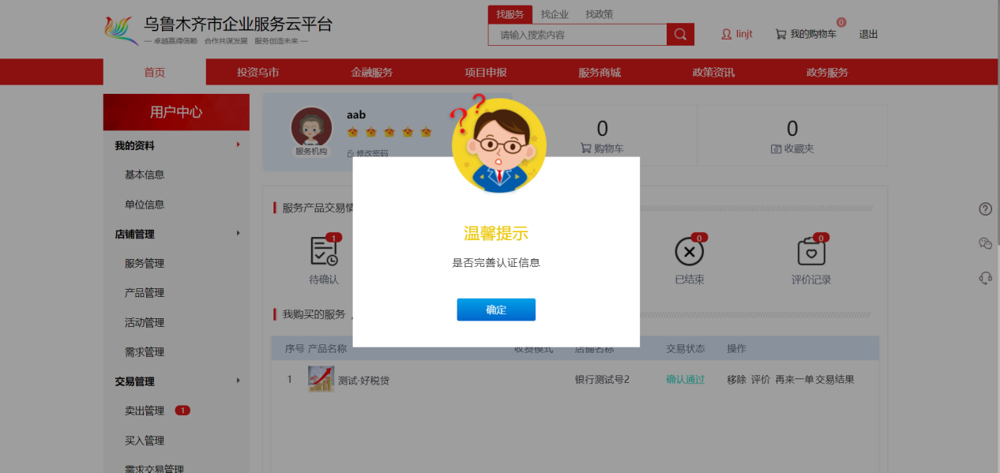 乌鲁木齐市企业服务云平台
— 卓越赢得信赖 合作共谋发展 服务创造未来 —
找服务 找企业 找政策
请输入搜索内容
linjt 我的购物车 0 退出
首页 投资乌市 金融服务 项目申报 服务商城 政策资讯 政务服务
用户中心
我的资料
基本信息
单位信息
店铺管理
服务管理
产品管理
活动管理
需求管理
交易管理
卖出管理 1
买入管理
需求交易管理
aab
服务机构
修改密码
0
购物车
0
收藏夹
服务产品交易情
1
待确认
0
已结束
0
评价记录
温馨提示
是否完善认证信息
确定
我购买的服务
序号 产品名称 收费模式 店铺名称 交易状态 操作
1 测试·好税贷 银行测试号2 确认通过 移除 评价 再来一单 交易结果